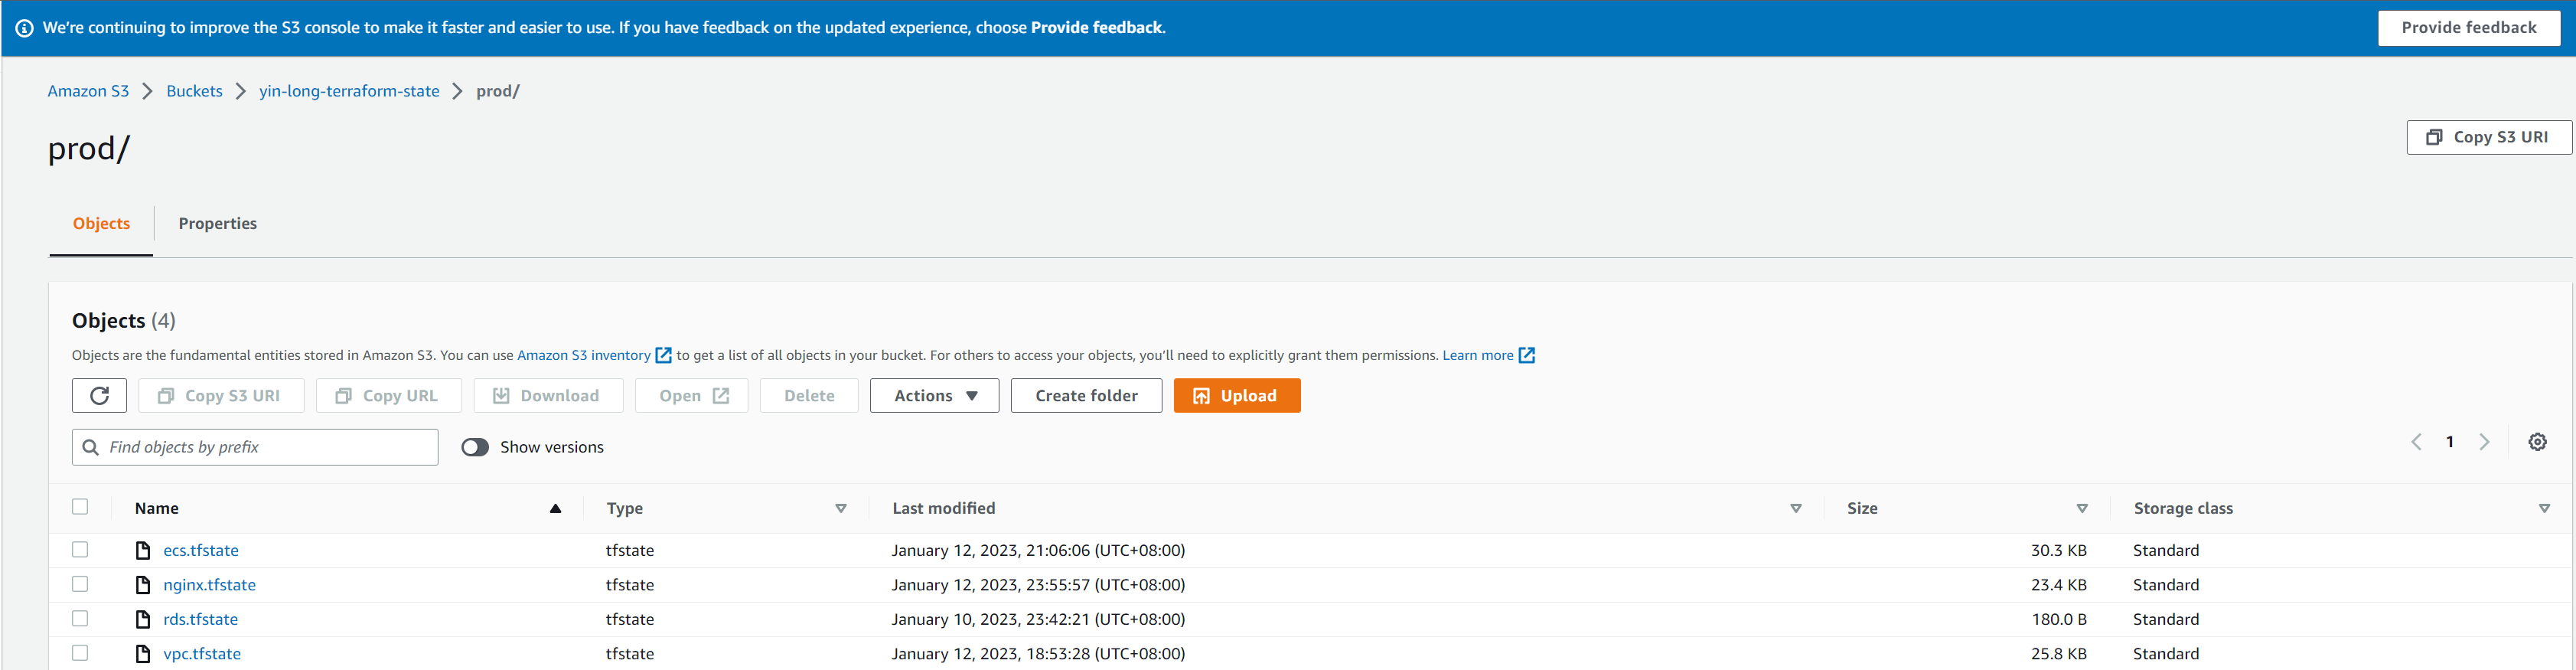 We're continuing to improve the S3 console to make it faster and easier to use. If you have feedback on the updated experience, choose Provide feedback.
Provide feedback
Amazon S3 > Buckets > yin-long-terraform-state > prod/
prod/
Copy S3 URI
Objects
Properties
Objects (4)
Objects are the fundamental entities stored in Amazon S3. You can use Amazon S3 inventory to get a list of all objects in your bucket. For others to access your objects, you'll need to explicitly grant them permissions. Learn more
Copy S3 URI Copy URL Download Open Delete Actions Create folder Upload
Find objects by prefix
Show versions
1
Name Type Last modified Size Storage class
ecs.tfstate tfstate January 12, 2023, 21:06:06 (UTC+08:00) 30.3 KB Standard
nginx.tfstate tfstate January 12, 2023, 23:55:57 (UTC+08:00) 23.4 KB Standard
rds.tfstate tfstate January 10, 2023, 23:42:21 (UTC+08:00) 180.0 B Standard
vpc.tfstate tfstate January 12, 2023, 18:53:28 (UTC+08:00) 25.8 KB Standard